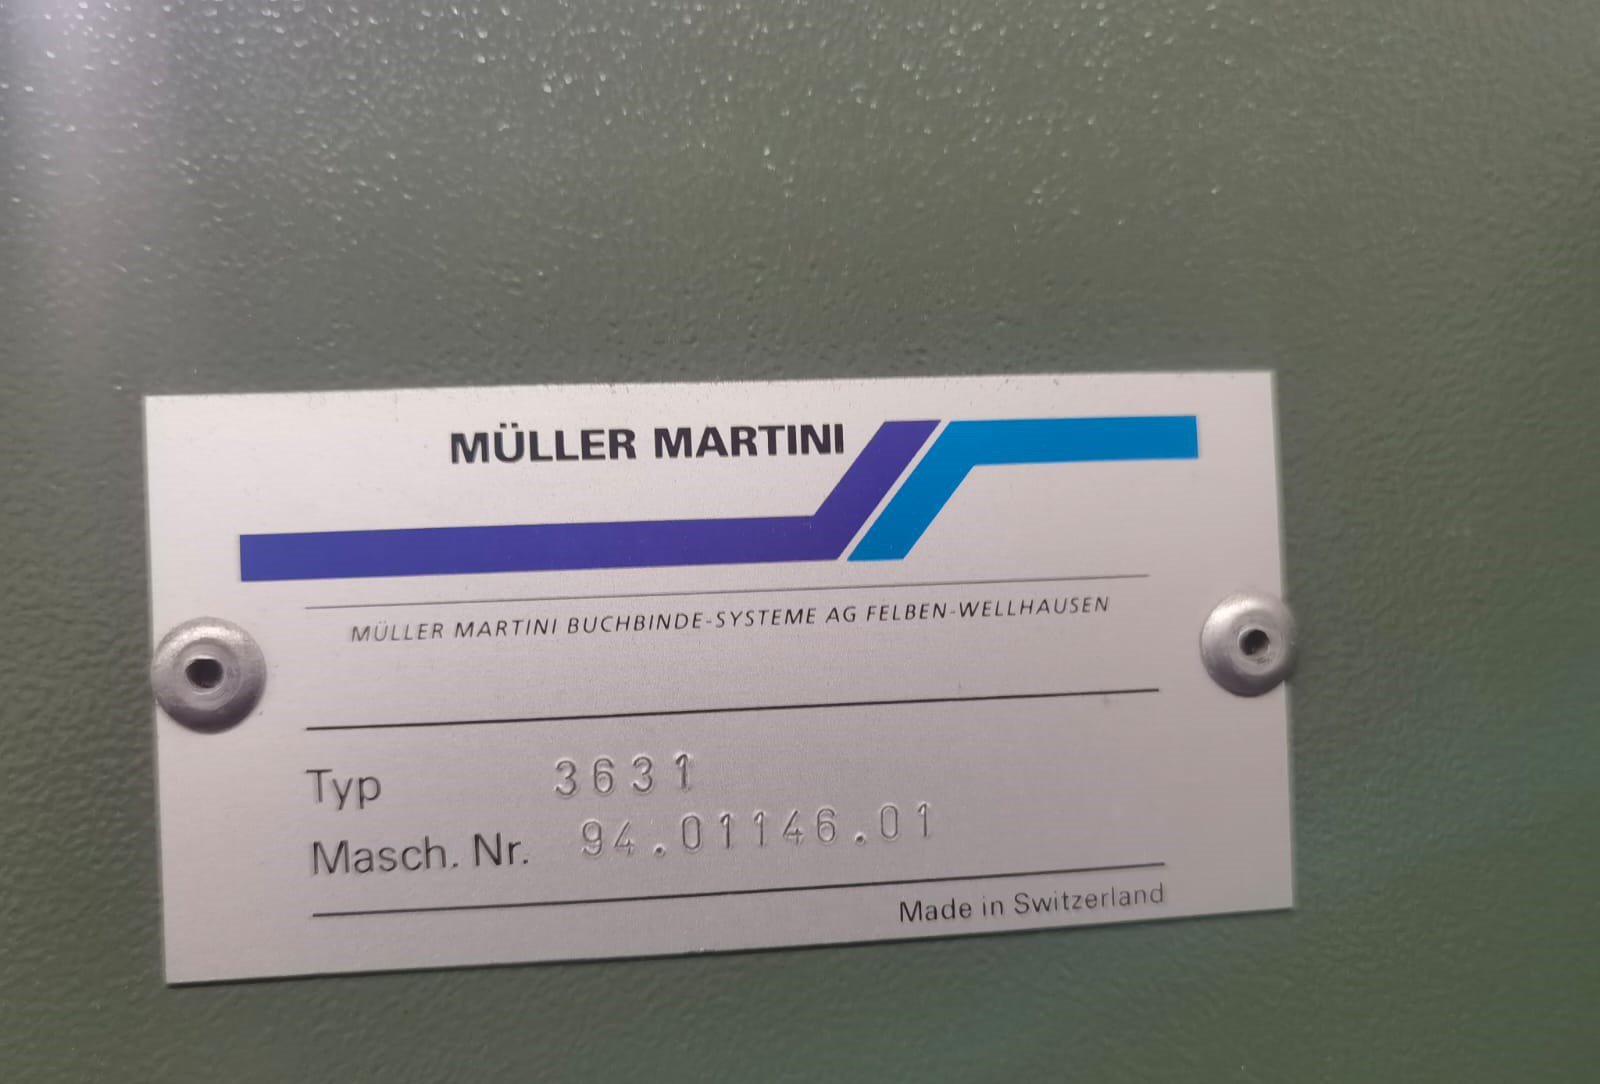 MÜLLER MARTINI
MÜLLER MARTINI BUCHBINDE-SYSTEME AG FELBEN-WELLHAUSEN
Typ 3631
Masch. Nr. 94.01146.01
Made in Switzerland